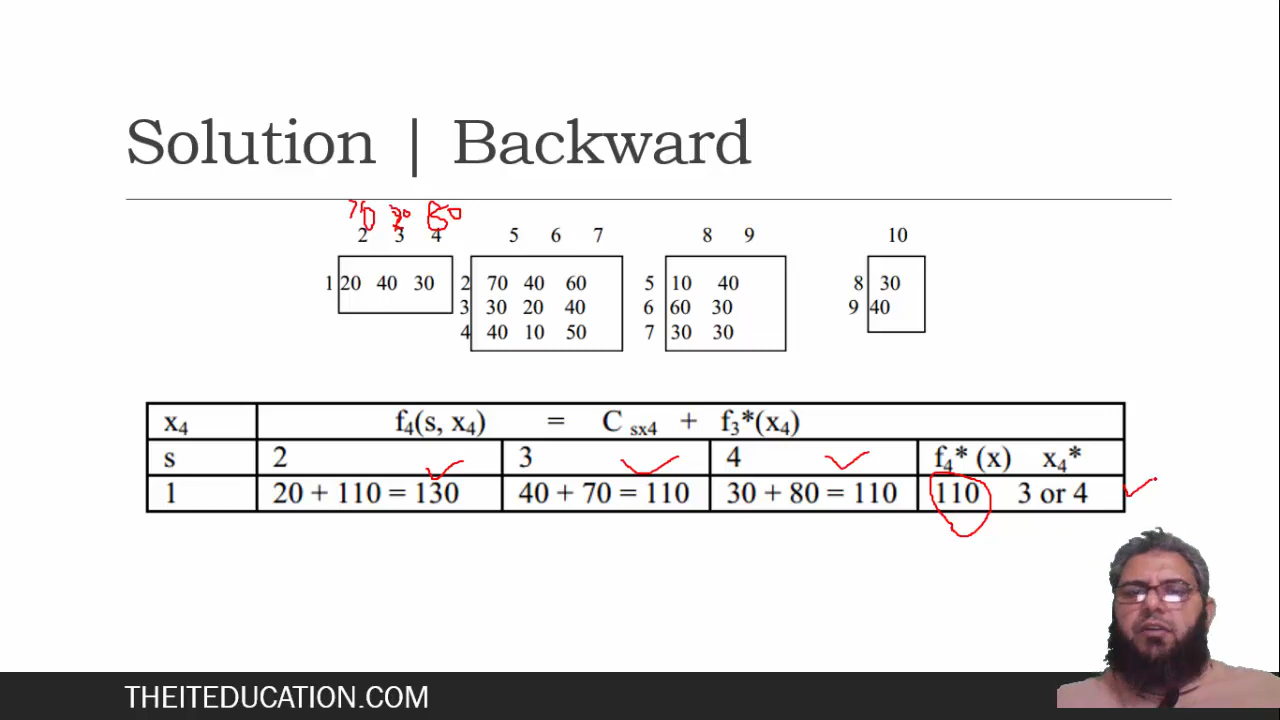 Solution | Backward
2 3 4 5 6 7 8 9 10
1 20 40 30 2 70 40 60 5 10 40 8 30
3 30 20 40 6 60 30 9 40
4 40 10 50 7 30 30
x4 f4(s, x4) = C sx4 + f3*(x4)
s 2 3 4 f4* (x) x4*
1 20 + 110 = 130 40 + 70 = 110 30 + 80 = 110 110 3 or 4
THEITEDUCATION.COM